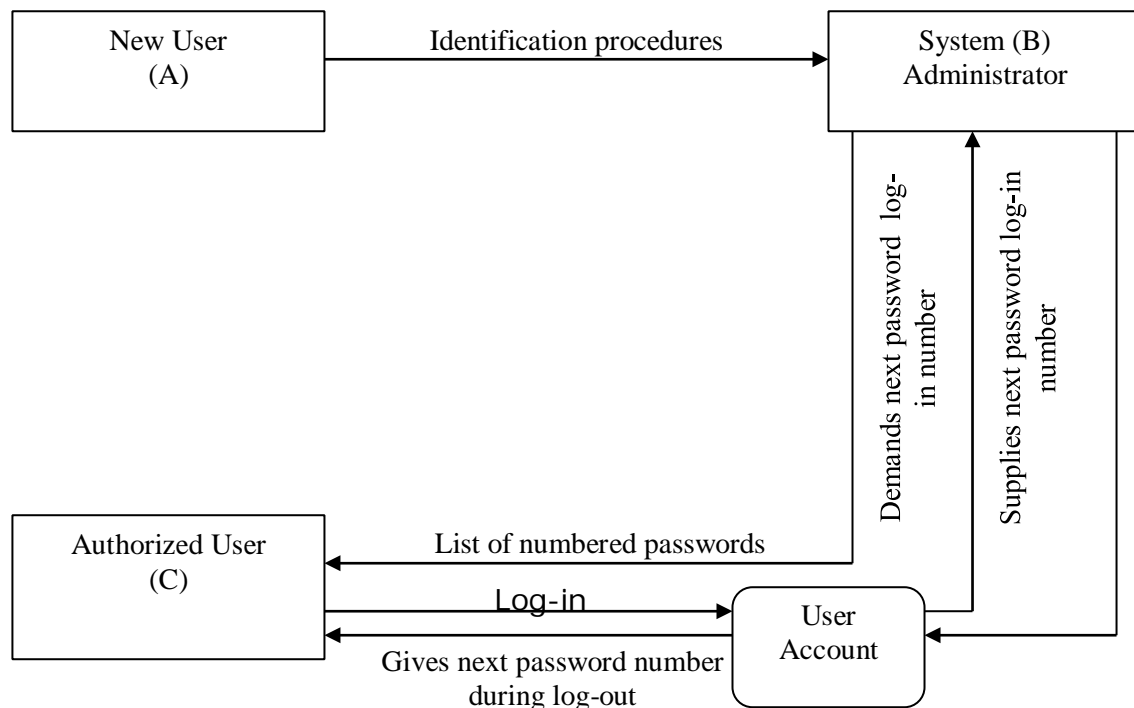 New User
(A)
Identification procedures
System (B)
Administrator
Demands next password  log-
in number
Supplies next password log-in
number
Authorized User
(C)
List of numbered passwords
Log-in
User
Account
Gives next password number
during log-out